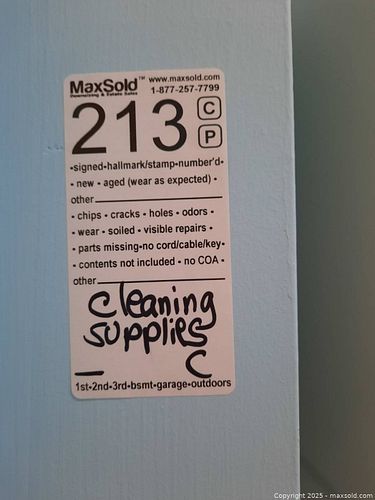 MaxSold™ www.maxsold.com
Downsizing & Estate Sales 1-877-257-7799
213 C
P
•signed•hallmark/stamp•number'd•
• new • aged (wear as expected) •
other
• chips • cracks • holes • odors •
• wear • soiled • visible repairs •
• parts missing•no cord/cable/key•
• contents not included • no COA •
other
cleaning
supplies
C
1st•2nd•3rd•bsmt•garage•outdoors
Copyright © 2025 - maxsold.com